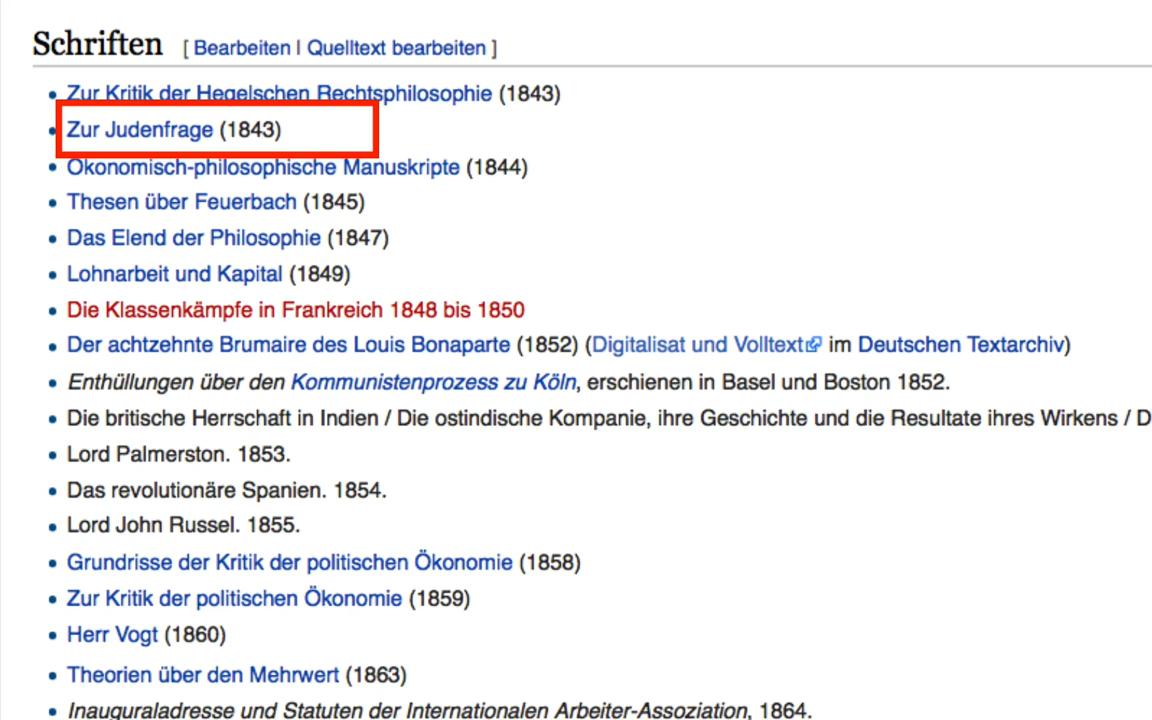 Schriften [ Bearbeiten | Quelltext bearbeiten ]
Zur Kritik der Hegelschen Rechtsphilosophie (1843)
Zur Judenfrage (1843)
Ökonomisch-philosophische Manuskripte (1844)
Thesen über Feuerbach (1845)
Das Elend der Philosophie (1847)
Lohnarbeit und Kapital (1849)
Die Klassenkämpfe in Frankreich 1848 bis 1850
Der achtzehnte Brumaire des Louis Bonaparte (1852) (Digitalisat und Volltext im Deutschen Textarchiv)
Enthüllungen über den Kommunistenprozess zu Köln, erschienen in Basel und Boston 1852.
Die britische Herrschaft in Indien / Die ostindische Kompanie, ihre Geschichte und die Resultate ihres Wirkens / D
Lord Palmerston. 1853.
Das revolutionäre Spanien. 1854.
Lord John Russel. 1855.
Grundrisse der Kritik der politischen Ökonomie (1858)
Zur Kritik der politischen Ökonomie (1859)
Herr Vogt (1860)
Theorien über den Mehrwert (1863)
Inauguraladresse und Statuten der Internationalen Arbeiter-Assoziation, 1864.